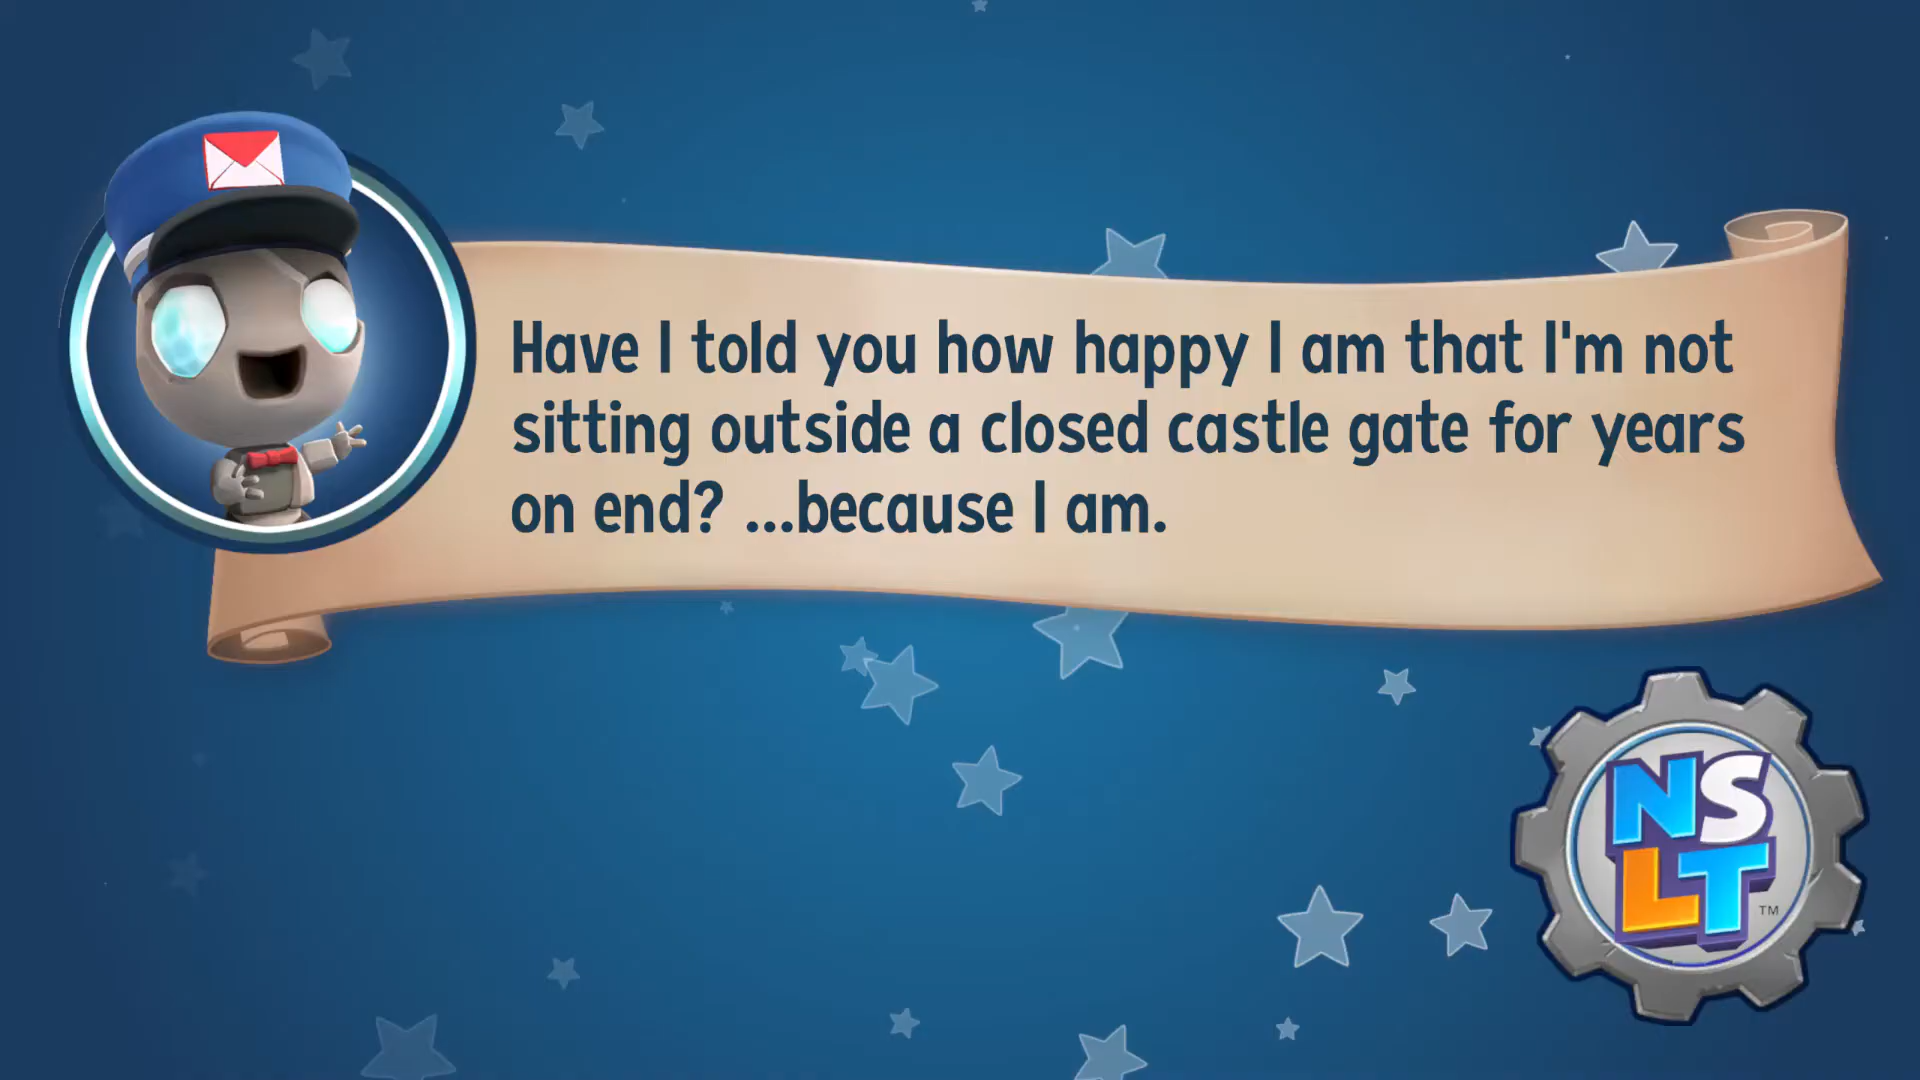 Have I told you how happy I am that I'm not
sitting outside a closed castle gate for years
on end? ...because I am.
NS
LT
TM